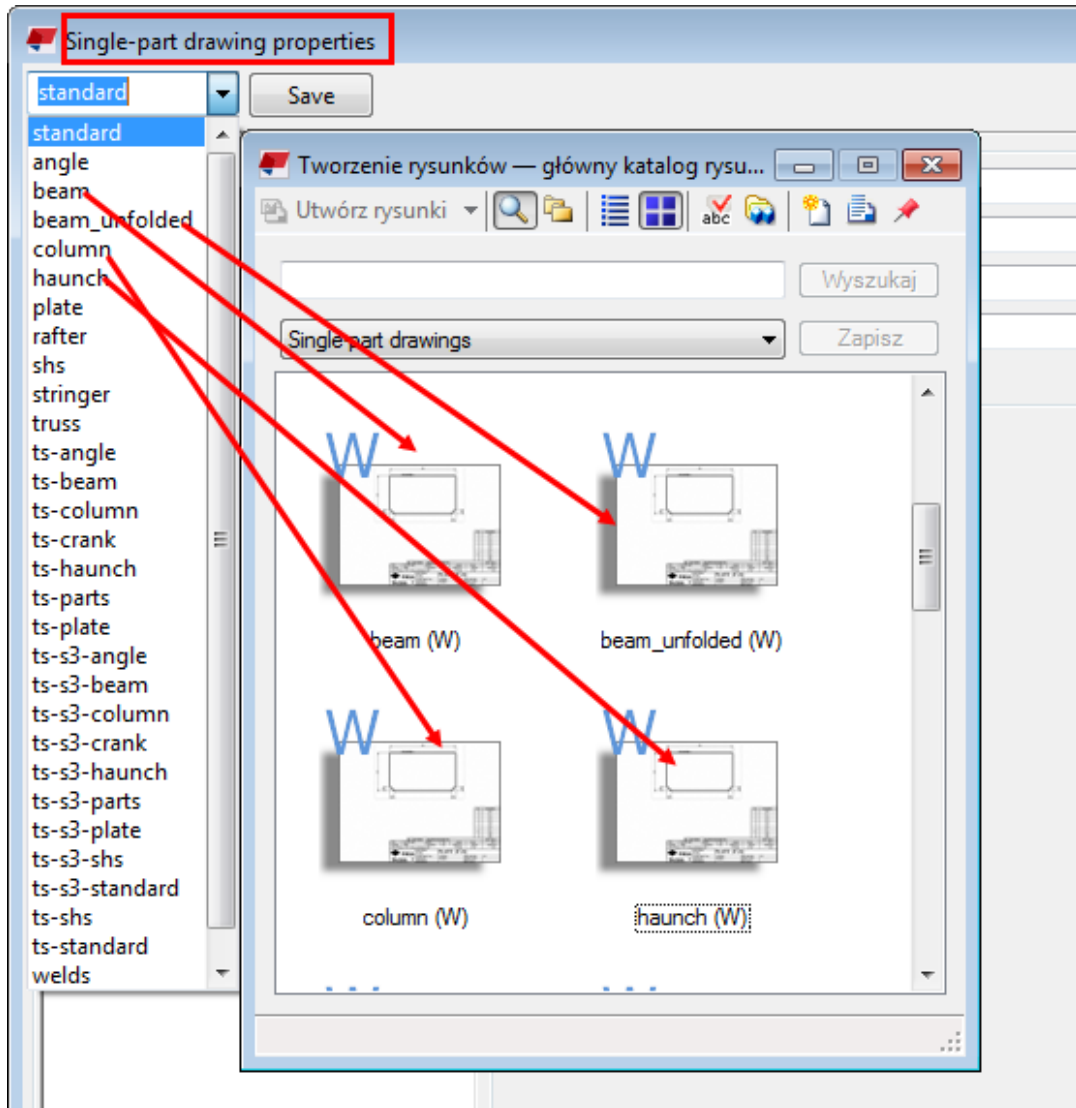 Single-part drawing properties
standard
Save
standard
angle
beam
beam_unfolded
column
haunch
plate
rafter
shs
stringer
truss
ts-angle
ts-beam
ts-column
ts-crank
ts-haunch
ts-parts
ts-plate
ts-s3-angle
ts-s3-beam
ts-s3-column
ts-s3-crank
ts-s3-haunch
ts-s3-parts
ts-s3-plate
ts-s3-shs
ts-s3-standard
ts-shs
ts-standard
welds
Tworzenie rysunków — główny katalog rysu...
Utwórz rysunki
abc
Wyszukaj
Single-part drawings
Zapisz
W
W
beam (W)
beam_unfolded (W)
W
W
column (W)
haunch (W)